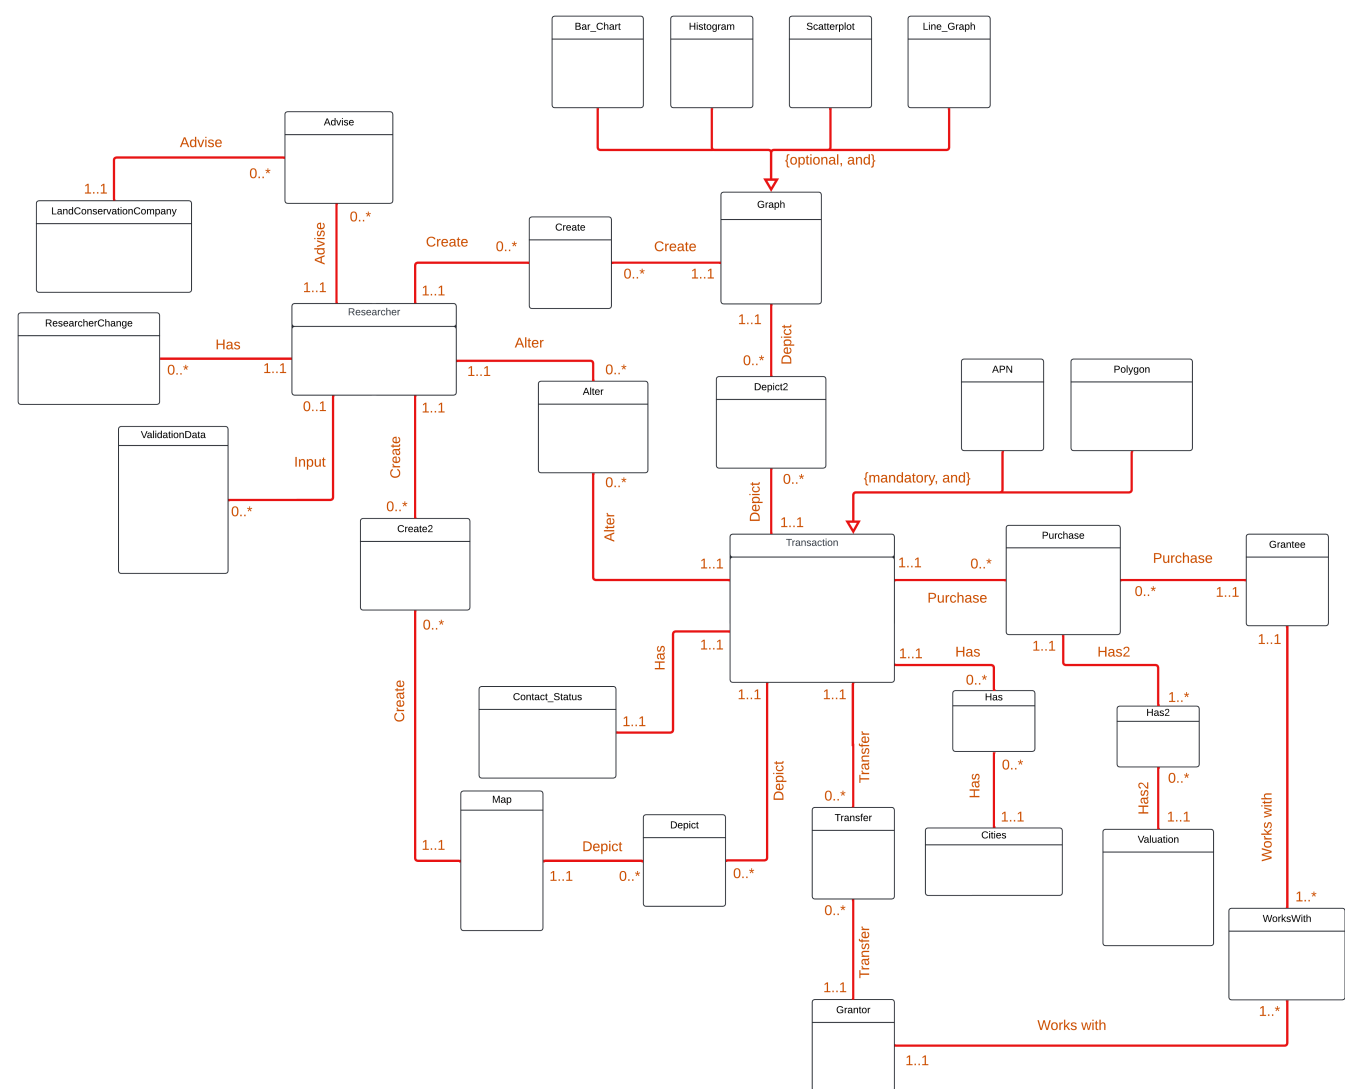 Bar_Chart
Histogram
Scatterplot
Line_Graph
Advise
Advise
0..*
{optional, and}
1..1
LandConservationCompany
0..*
Graph
Advise
Create
0..*
Create
Create
0..*
1..1
1..1
1..1
Researcher
ResearcherChange
Has
0..*
1..1
Alter
1..1
0..*
1..1
Depict
0..*
Alter
Depict2
APN
Polygon
0..1
1..1
ValidationData
Input
0..*
Create
0..*
Create2
0..*
Alter
0..*
Depict
1..1
{mandatory, and}
Transaction
1..1
1..1
0..*
Purchase
Purchase
Purchase
0..*
1..1
Grantee
1..1
0..*
Create
1..1
Has
1..1
Contact_Status
1..1
Has
0..*
Has
1..1
Has2
1..*
Has2
1..1
1..1
Depict
Transfer
0..*
0..*
Has
1..1
Cities
0..*
Has2
1..1
Valuation
Map
1..1
Depict
0..*
Depict
0..*
Transfer
0..*
Transfer
1..1
Works with
1..*
WorksWith
1..*
Grantor
Works with
1..1